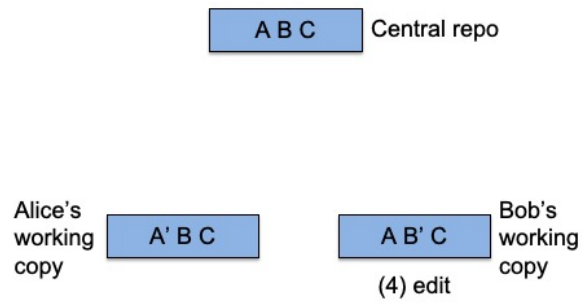 A B C
Central repo
Alice’s
working
copy
A’ B C
A B’ C
Bob’s
working
copy
(4) edit